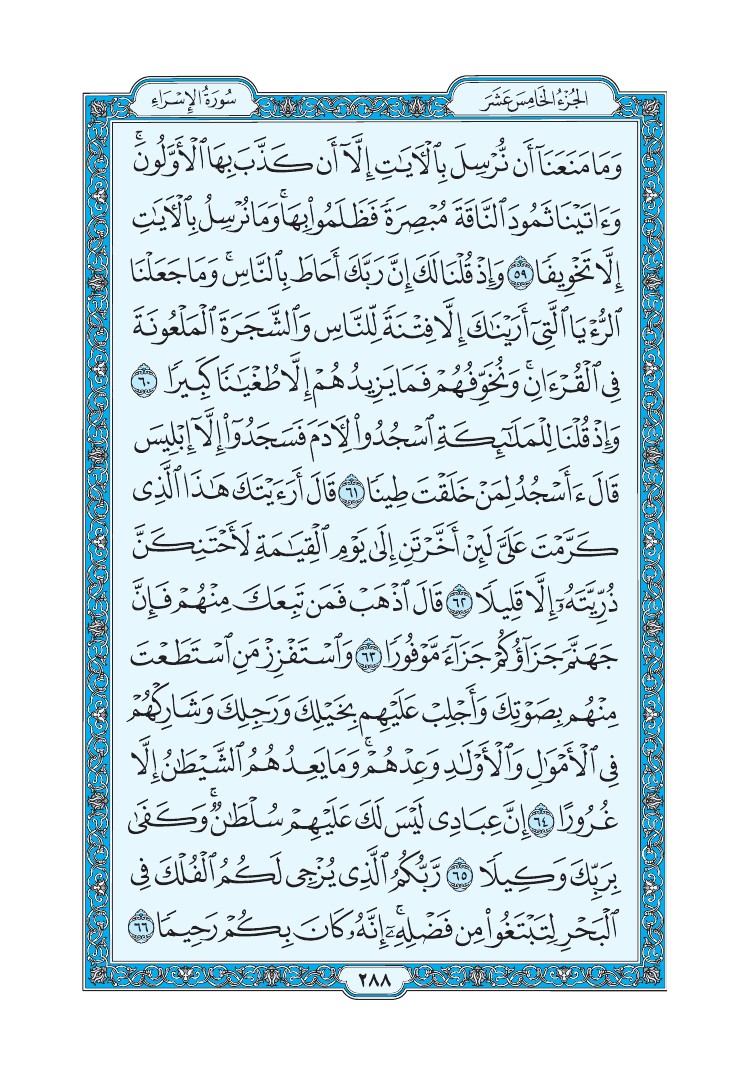 الجُزْءُ الخَامِسَ عَشَرَ
سُورَةُ الإِسْرَاءِ
وَمَا مَنَعَنَآ أَن نُّرْسِلَ بِٱلْأَيَـٰتِ إِلَّآ أَن كَذَّبَ بِهَا ٱلْأَوَّلُونَۚ
وَءَاتَيْنَا ثَمُودَ ٱلنَّاقَةَ مُبْصِرَةً فَظَلَمُوا۟ بِهَاۚ وَمَا نُرْسِلُ بِٱلْأَيَـٰتِ
إِلَّا تَخْوِيفًا ٥٩ وَإِذْ قُلْنَا لَكَ إِنَّ رَبَّكَ أَحَاطَ بِٱلنَّاسِۚ وَمَا جَعَلْنَا
ٱلرُّءْيَا ٱلَّتِىٓ أَرَيْنَـٰكَ إِلَّا فِتْنَةً لِّلنَّاسِ وَٱلشَّجَرَةَ ٱلْمَلْعُونَةَ
فِى ٱلْقُرْءَانِۚ وَنُخَوِّفُهُمْ فَمَا يَزِيدُهُمْ إِلَّا طُغْيَـٰنًا كَبِيرًا ٦٠
وَإِذْ قُلْنَا لِلْمَلَـٰٓئِكَةِ ٱسْجُدُوا۟ لِأَدَمَ فَسَجَدُوٓا۟ إِلَّآ إِبْلِيسَ
قَالَ ءَأَسْجُدُ لِمَنْ خَلَقْتَ طِينًا ٦١ قَالَ أَرَءَيْتَكَ هَـٰذَا ٱلَّذِى
كَرَّمْتَ عَلَىَّ لَئِنْ أَخَّرْتَنِ إِلَىٰ يَوْمِ ٱلْقِيَـٰمَةِ لَأَحْتَنِكَنَّ
ذُرِّيَّتَهُۥٓ إِلَّا قَلِيلًا ٦٢ قَالَ ٱذْهَبْ فَمَن تَبِعَكَ مِنْهُمْ فَإِنَّ
جَهَنَّمَ جَزَآؤُكُمْ جَزَآءً مَّوْفُورًا ٦٣ وَٱسْتَفْزِزْ مَنِ ٱسْتَطَعْتَ
مِنْهُم بِصَوْتِكَ وَأَجْلِبْ عَلَيْهِم بِخَيْلِكَ وَرَجِلِكَ وَشَارِكْهُمْ
فِى ٱلْأَمْوَٰلِ وَٱلْأَوْلَـٰدِ وَعِدْهُمْۚ وَمَا يَعِدُهُمُ ٱلشَّيْطَـٰنُ إِلَّا
غُرُورًا ٦٤ إِنَّ عِبَادِى لَيْسَ لَكَ عَلَيْهِمْ سُلْطَـٰنٌۚ وَكَفَىٰ
بِرَبِّكَ وَكِيلًا ٦٥ رَّبُّكُمُ ٱلَّذِى يُزْجِى لَكُمُ ٱلْفُلْكَ فِى
ٱلْبَحْرِ لِتَبْتَغُوا۟ مِن فَضْلِهِۦٓۚ إِنَّهُۥ كَانَ بِكُمْ رَحِيمًا ٦٦
٢٨٨